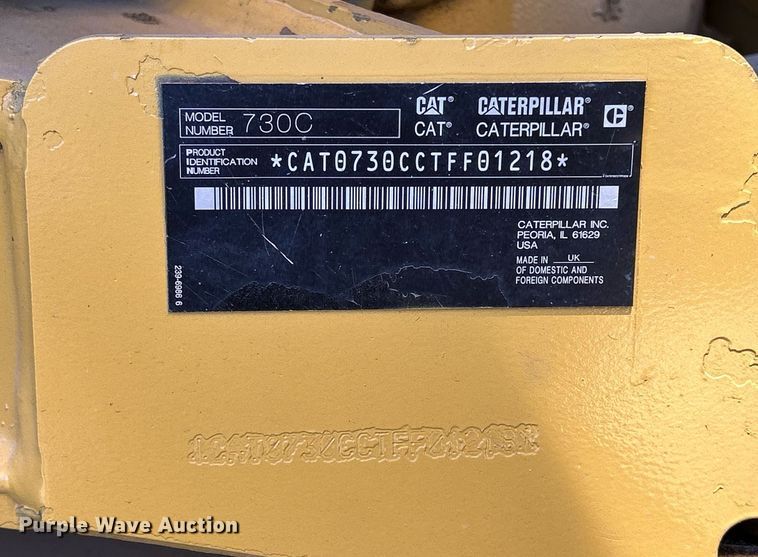 CAT® CATERPILLAR®
MODEL NUMBER 730C
CAT® CATERPILLAR® C
PRODUCT IDENTIFICATION NUMBER *CAT0730CCTFF01218*
CATERPILLAR INC.
PEORIA, IL 61629
USA
MADE IN UK
OF DOMESTIC AND
FOREIGN COMPONENTS
239-6986 6
Purple Wave Auction